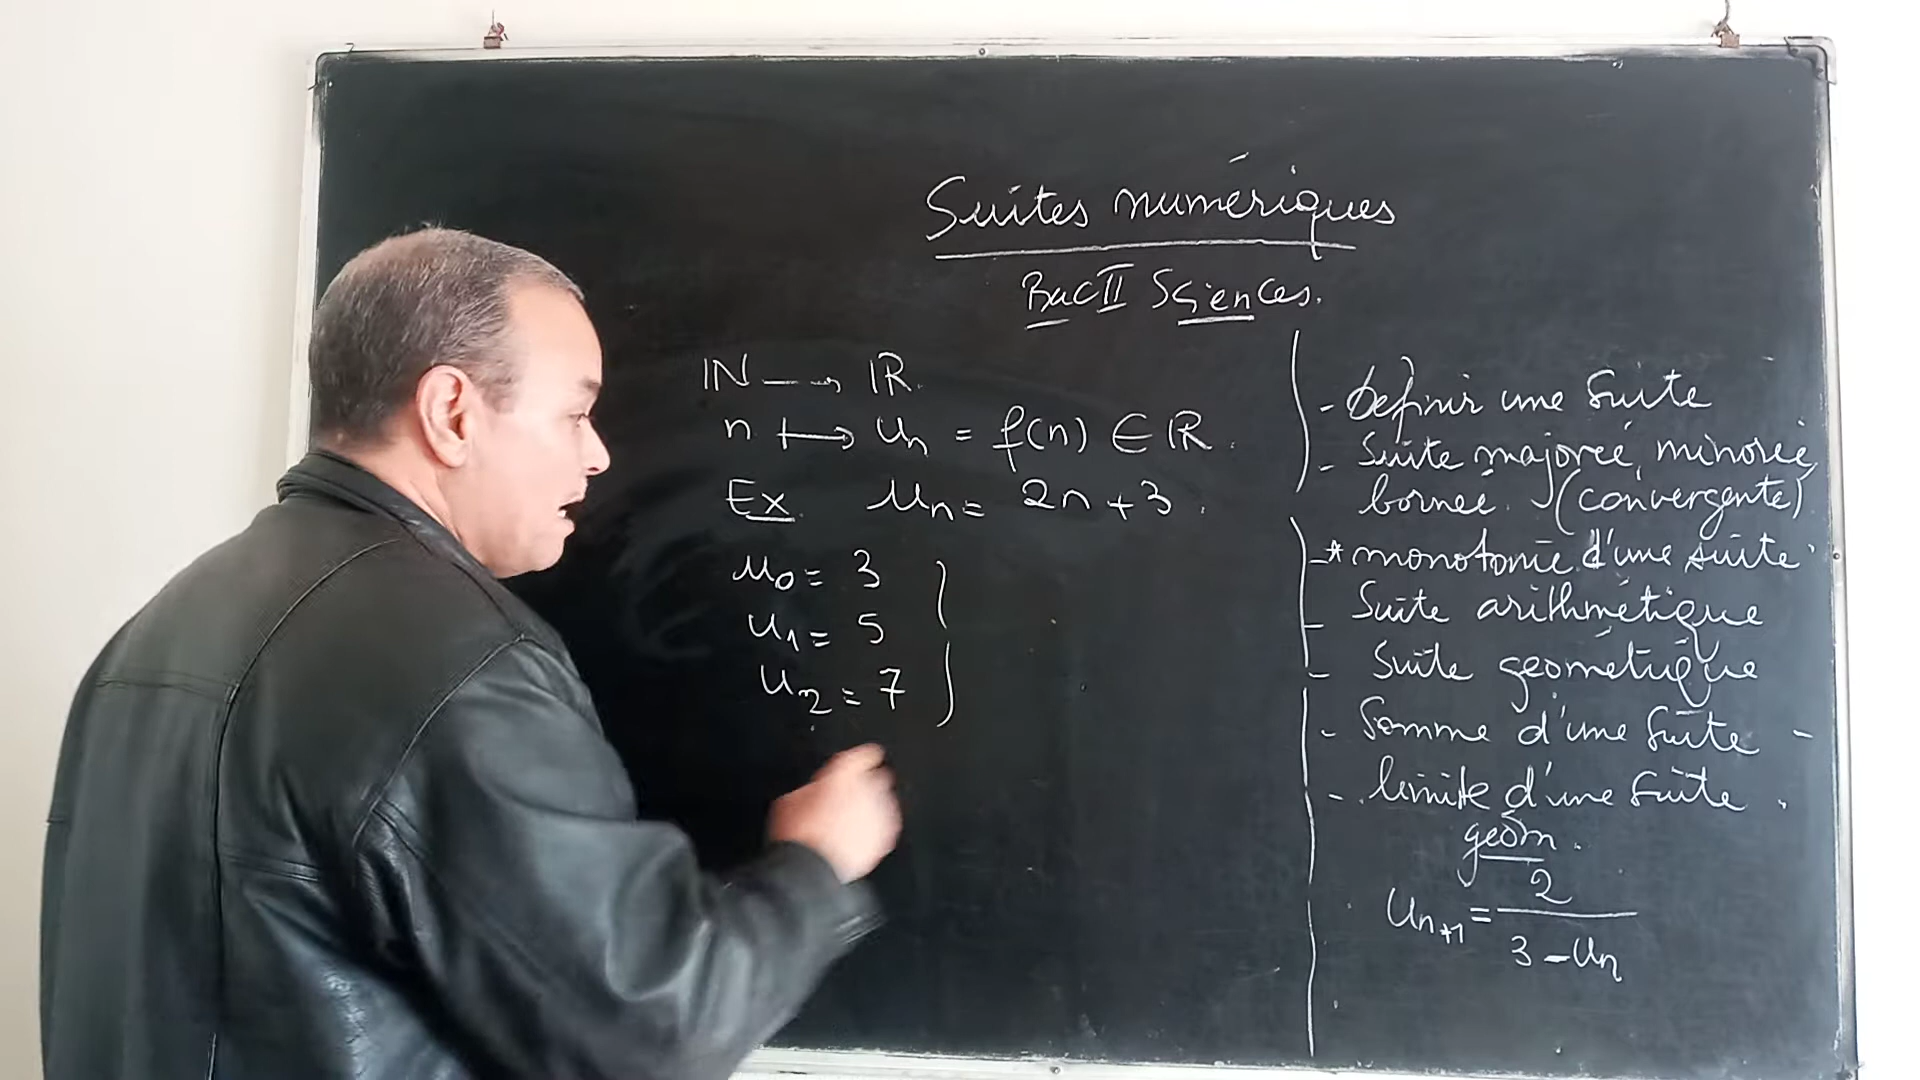 Suites numériques
Bac II Sciences.
IN → IR.
n ⟼ Un = f(n) ∈ IR.
Ex. Un = 2n + 3.
U0 = 3
U1 = 5
U2 = 7
- Définir une Suite
- Suite majorée, minorée,
bornée. (convergente)
-* monotonie d'une suite.
- Suite arithmétique
- Suite géométrique
- Somme d'une Suite -
- limite d'une Suite.
géom.
Un+1 = 2 / (3 - Un)